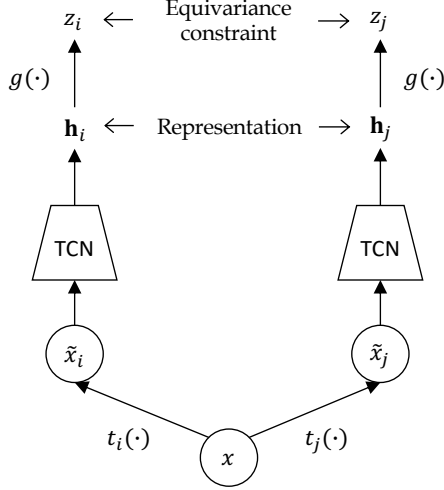 z_i ← Equivariance constraint → z_j
g(·) g(·)
𝐡_i ← Representation → 𝐡_j
TCN TCN
x̃_i x̃_j
t_i(·) t_j(·)
x